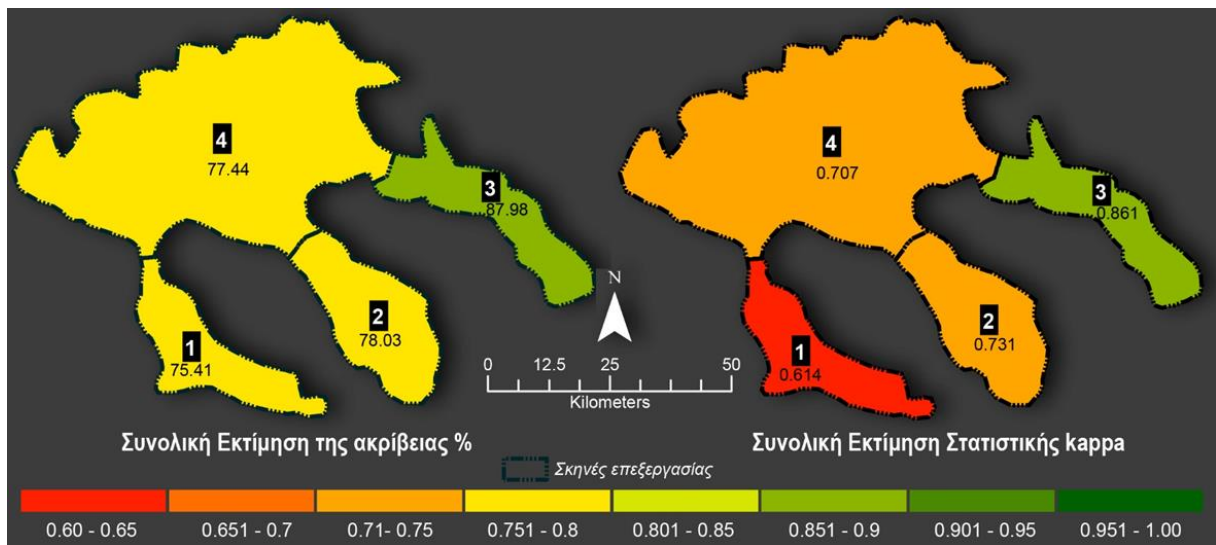 4
77.44
3
87.98
2
78.03
1
75.41
4
0.707
3
0.861
2
0.731
1
0.614
N
0 12.5 25 50
Kilometers
Συνολική Εκτίμηση της ακρίβειας %
Συνολική Εκτίμηση Στατιστικής kappa
Σκηνές επεξεργασίας
0.60 - 0.65 0.651 - 0.7 0.71 - 0.75 0.751 - 0.8 0.801 - 0.85 0.851 - 0.9 0.901 - 0.95 0.951 - 1.00